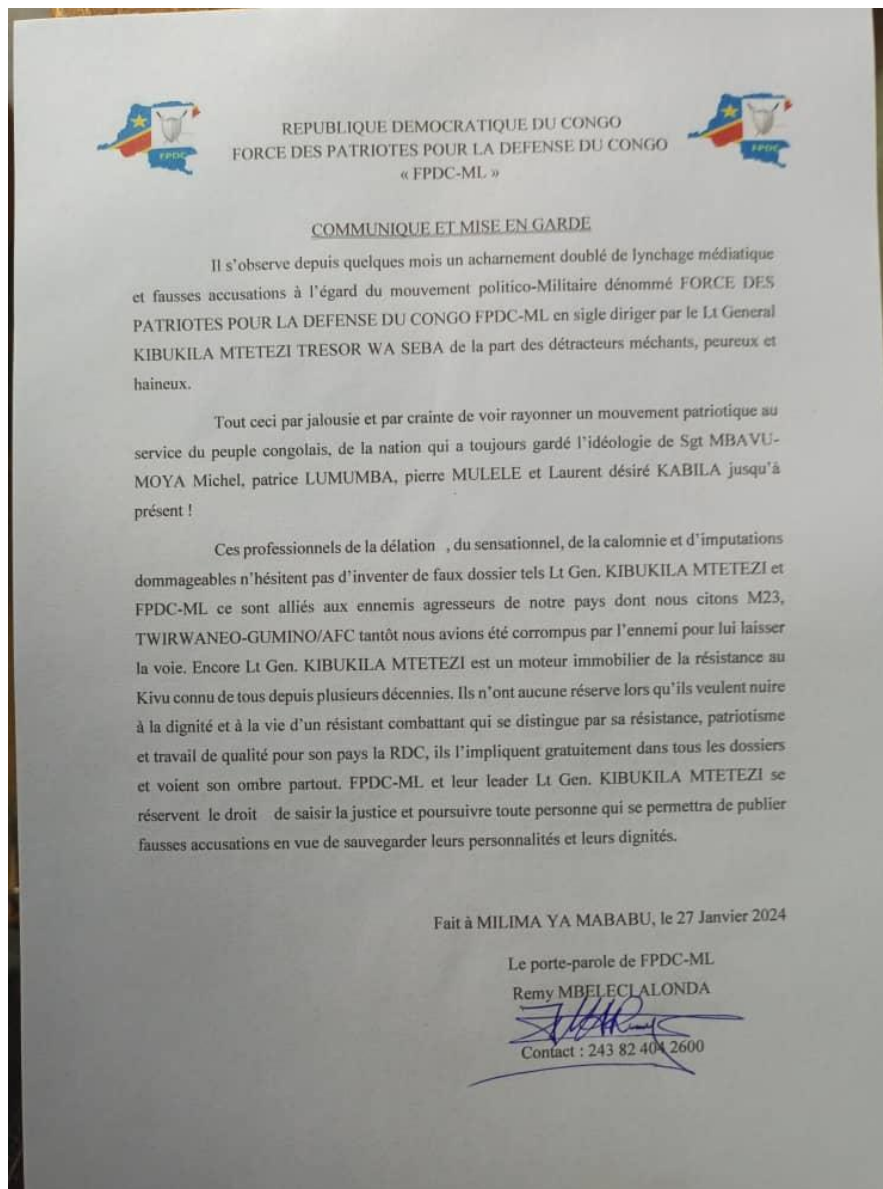 FPDC
FPDC
REPUBLIQUE DEMOCRATIQUE DU CONGO
FORCE DES PATRIOTES POUR LA DEFENSE DU CONGO
« FPDC-ML »
COMMUNIQUE ET MISE EN GARDE
Il s’observe depuis quelques mois un acharnement doublé de lynchage médiatique
et fausses accusations à l’égard du mouvement politico-Militaire dénommé FORCE DES
PATRIOTES POUR LA DEFENSE DU CONGO FPDC-ML en sigle diriger par le Lt General
KIBUKILA MTETEZI TRESOR WA SEBA de la part des détracteurs méchants, peureux et
haineux.
Tout ceci par jalousie et par crainte de voir rayonner un mouvement patriotique au
service du peuple congolais, de la nation qui a toujours gardé l’idéologie de Sgt MBAVU-
MOYA Michel, patrice LUMUMBA, pierre MULELE et Laurent désiré KABILA jusqu’à
présent !
Ces professionnels de la délation , du sensationnel, de la calomnie et d’imputations
dommageables n’hésitent pas d’inventer de faux dossier tels Lt Gen. KIBUKILA MTETEZI et
FPDC-ML ce sont alliés aux ennemis agresseurs de notre pays dont nous citons M23,
TWIRWANEO-GUMINO/AFC tantôt nous avions été corrompus par l’ennemi pour lui laisser
la voie. Encore Lt Gen. KIBUKILA MTETEZI est un moteur immobilier de la résistance au
Kivu connu de tous depuis plusieurs décennies. Ils n’ont aucune réserve lors qu’ils veulent nuire
à la dignité et à la vie d’un résistant combattant qui se distingue par sa résistance, patriotisme
et travail de qualité pour son pays la RDC, ils l’impliquent gratuitement dans tous les dossiers
et voient son ombre partout. FPDC-ML et leur leader Lt Gen. KIBUKILA MTETEZI se
réservent le droit de saisir la justice et poursuivre toute personne qui se permettra de publier
fausses accusations en vue de sauvegarder leurs personnalités et leurs dignités.
Fait à MILIMA YA MABABU, le 27 Janvier 2024
Le porte-parole de FPDC-ML
Remy MBELECI ALONDA
Contact : 243 82 404 2600